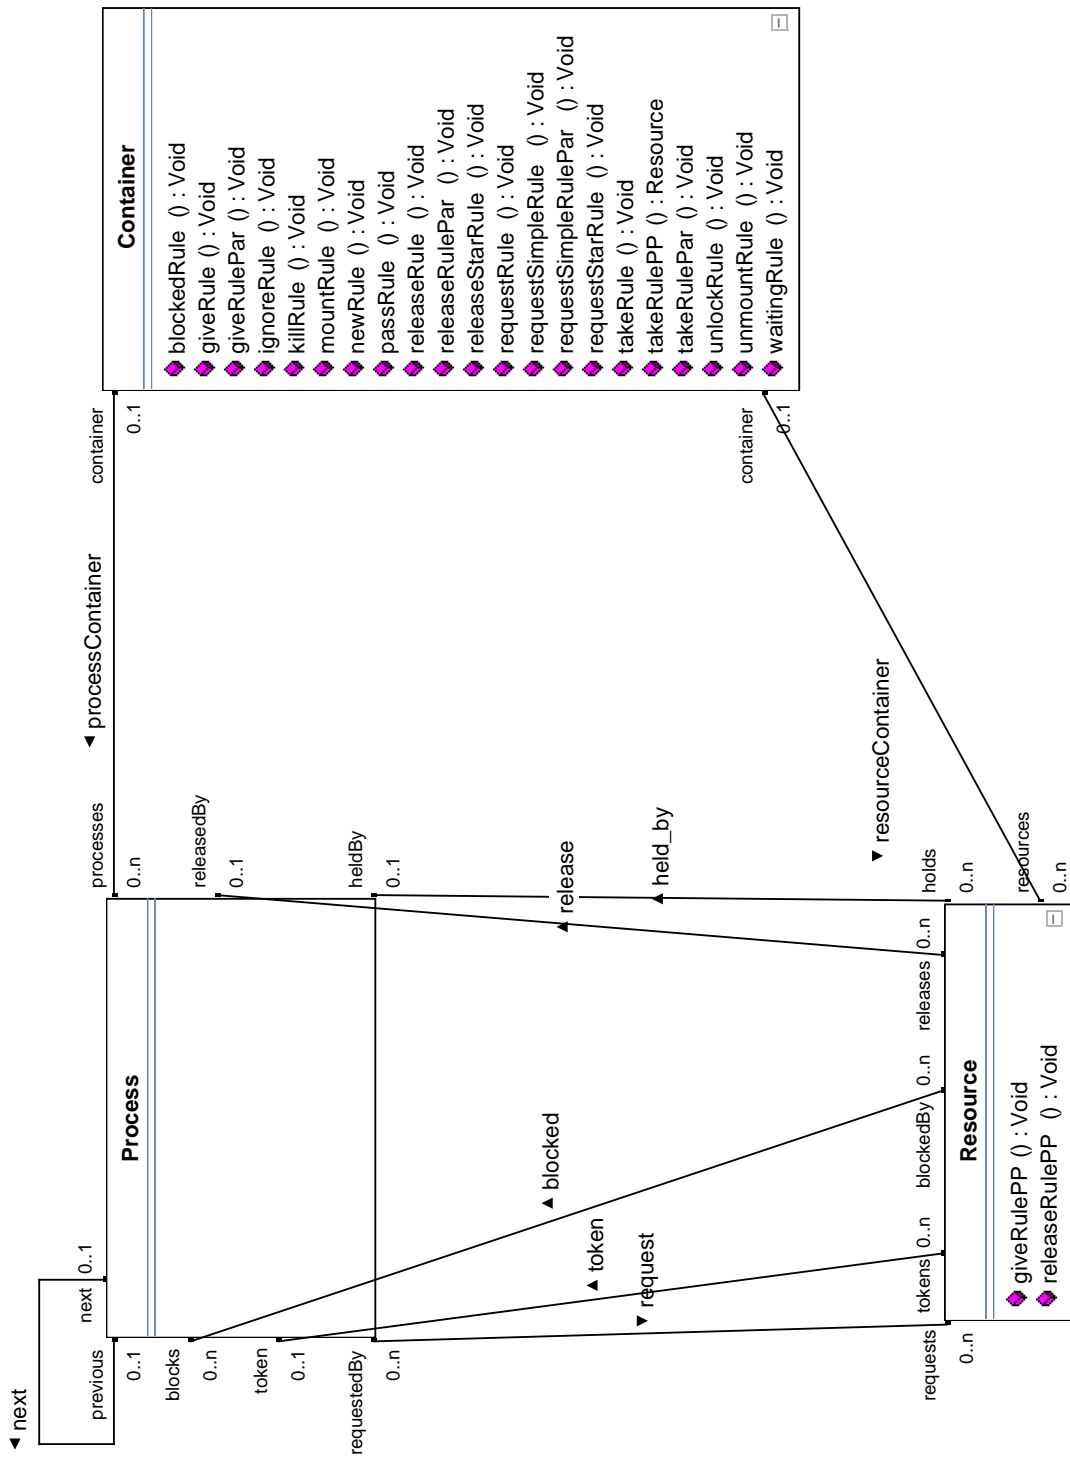 ◄ next
previous
0..1
next
0..1
Process
blocks
0..n
token
0..1
requestedBy
0..n
processes
0..n
releasedBy
0..1
heldBy
0..1
◄ processContainer
container
0..1
Container
blockedRule () : Void
giveRule () : Void
giveRulePar () : Void
ignoreRule () : Void
killRule () : Void
mountRule () : Void
newRule () : Void
passRule () : Void
releaseRule () : Void
releaseRulePar () : Void
releaseStarRule () : Void
requestRule () : Void
requestSimpleRule () : Void
requestSimpleRulePar () : Void
requestStarRule () : Void
takeRule () : Void
takeRulePP () : Resource
takeRulePar () : Void
unlockRule () : Void
unmountRule () : Void
waitingRule () : Void
container
0..1
◄ resourceContainer
release
held_by
blocked
token
request
requests
0..n
tokens
0..n
blockedBy
0..n
releases
0..n
holds
0..n
resources
0..n
Resource
giveRulePP () : Void
releaseRulePP () : Void